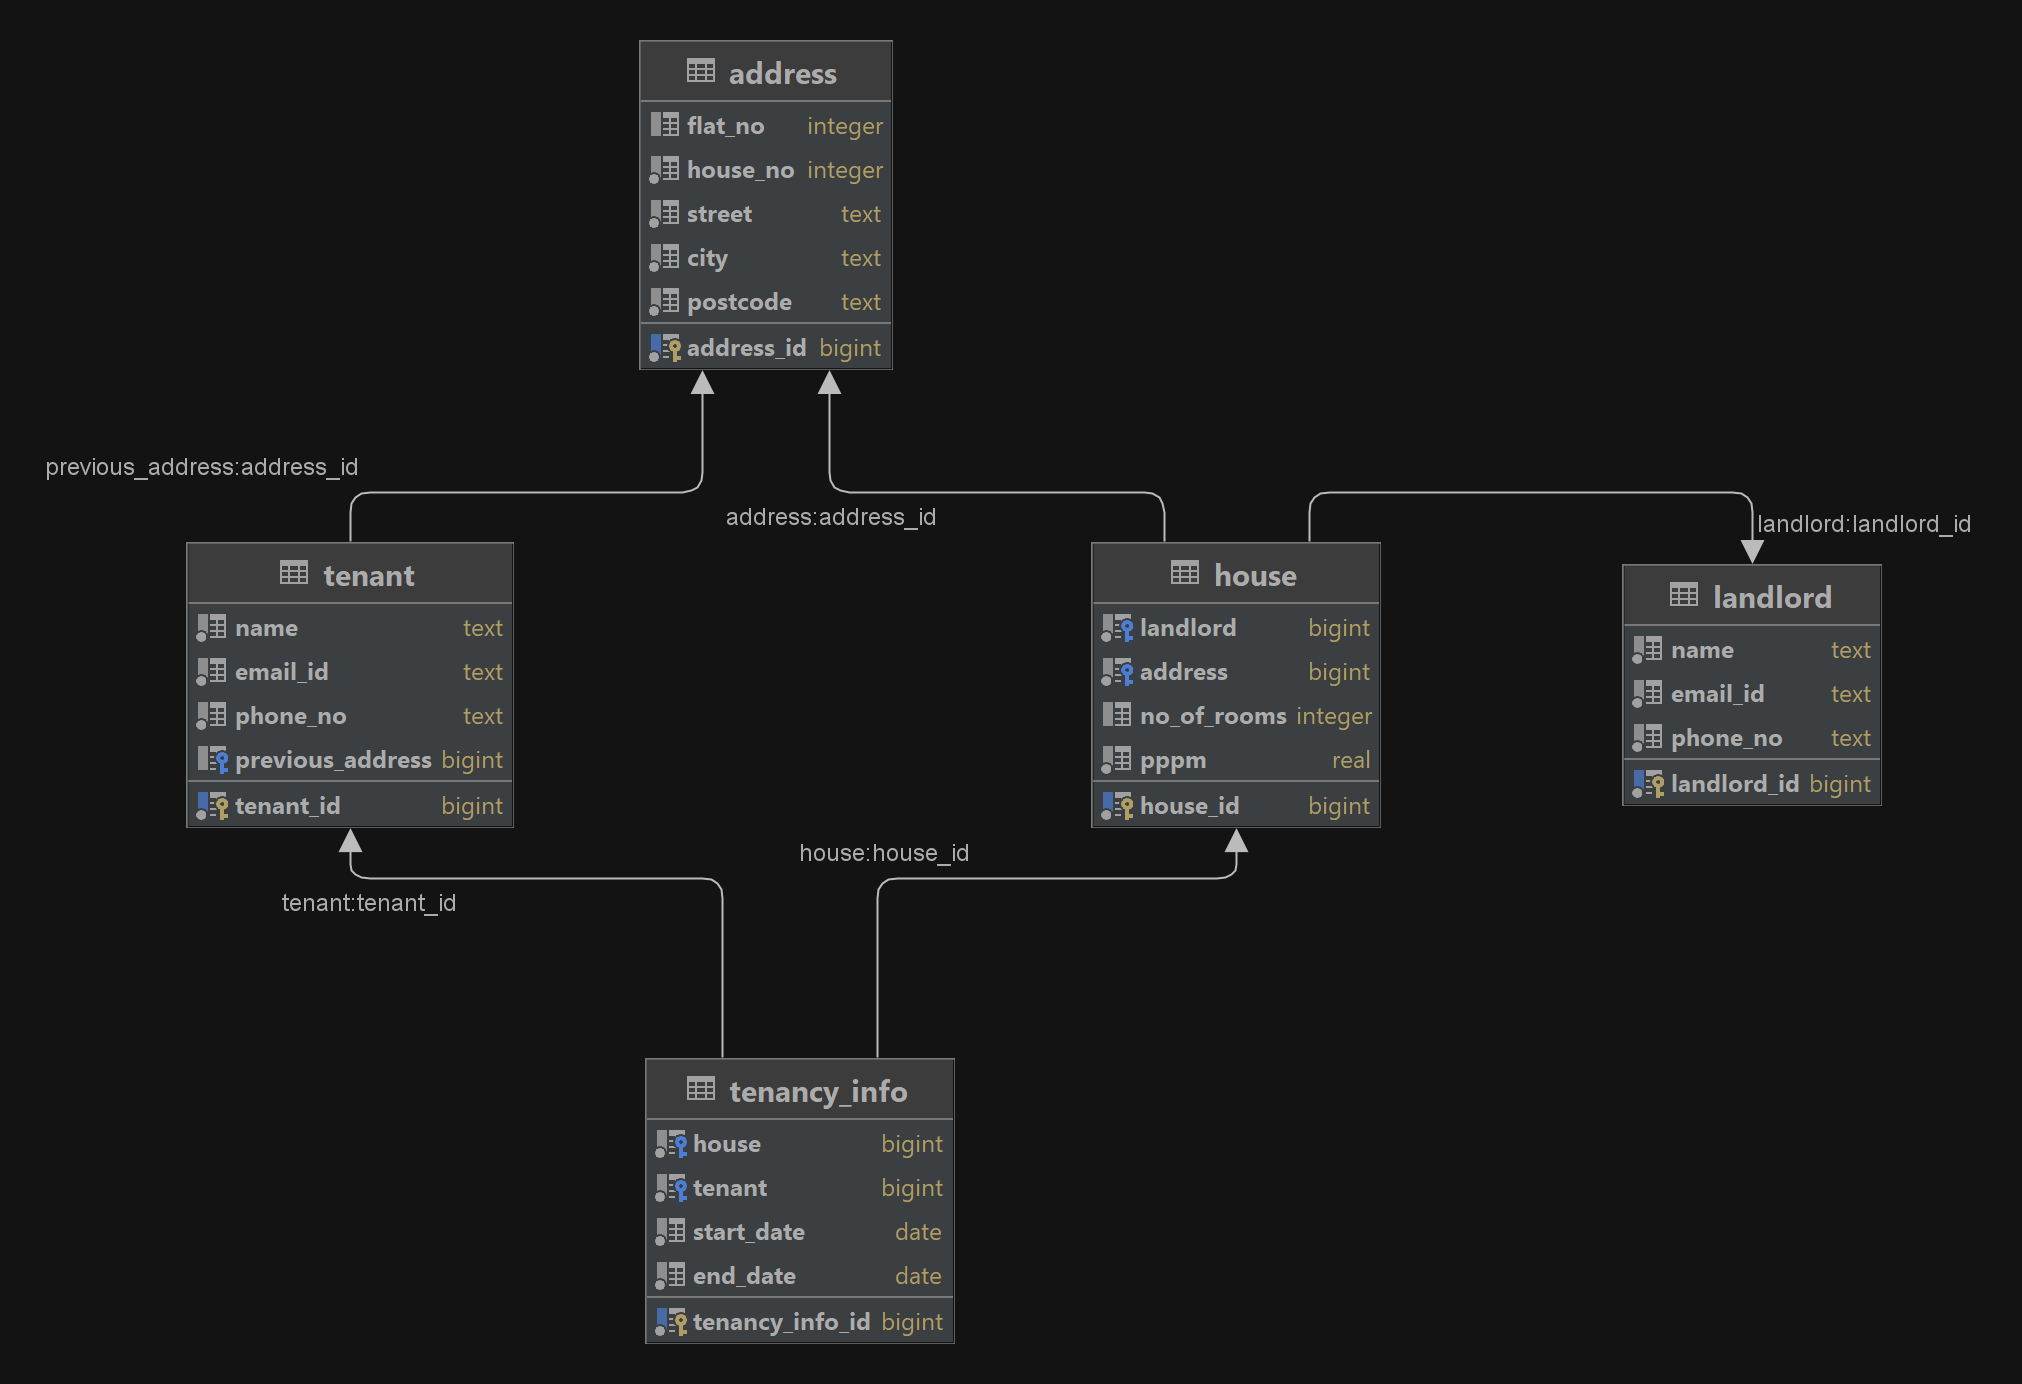 address
flat_no integer
house_no integer
street text
city text
postcode text
address_id bigint
previous_address:address_id
address:address_id
landlord:landlord_id
tenant
name text
email_id text
phone_no text
previous_address bigint
tenant_id bigint
house
landlord bigint
address bigint
no_of_rooms integer
pppm real
house_id bigint
landlord
name text
email_id text
phone_no text
landlord_id bigint
house:house_id
tenant:tenant_id
tenancy_info
house bigint
tenant bigint
start_date date
end_date date
tenancy_info_id bigint